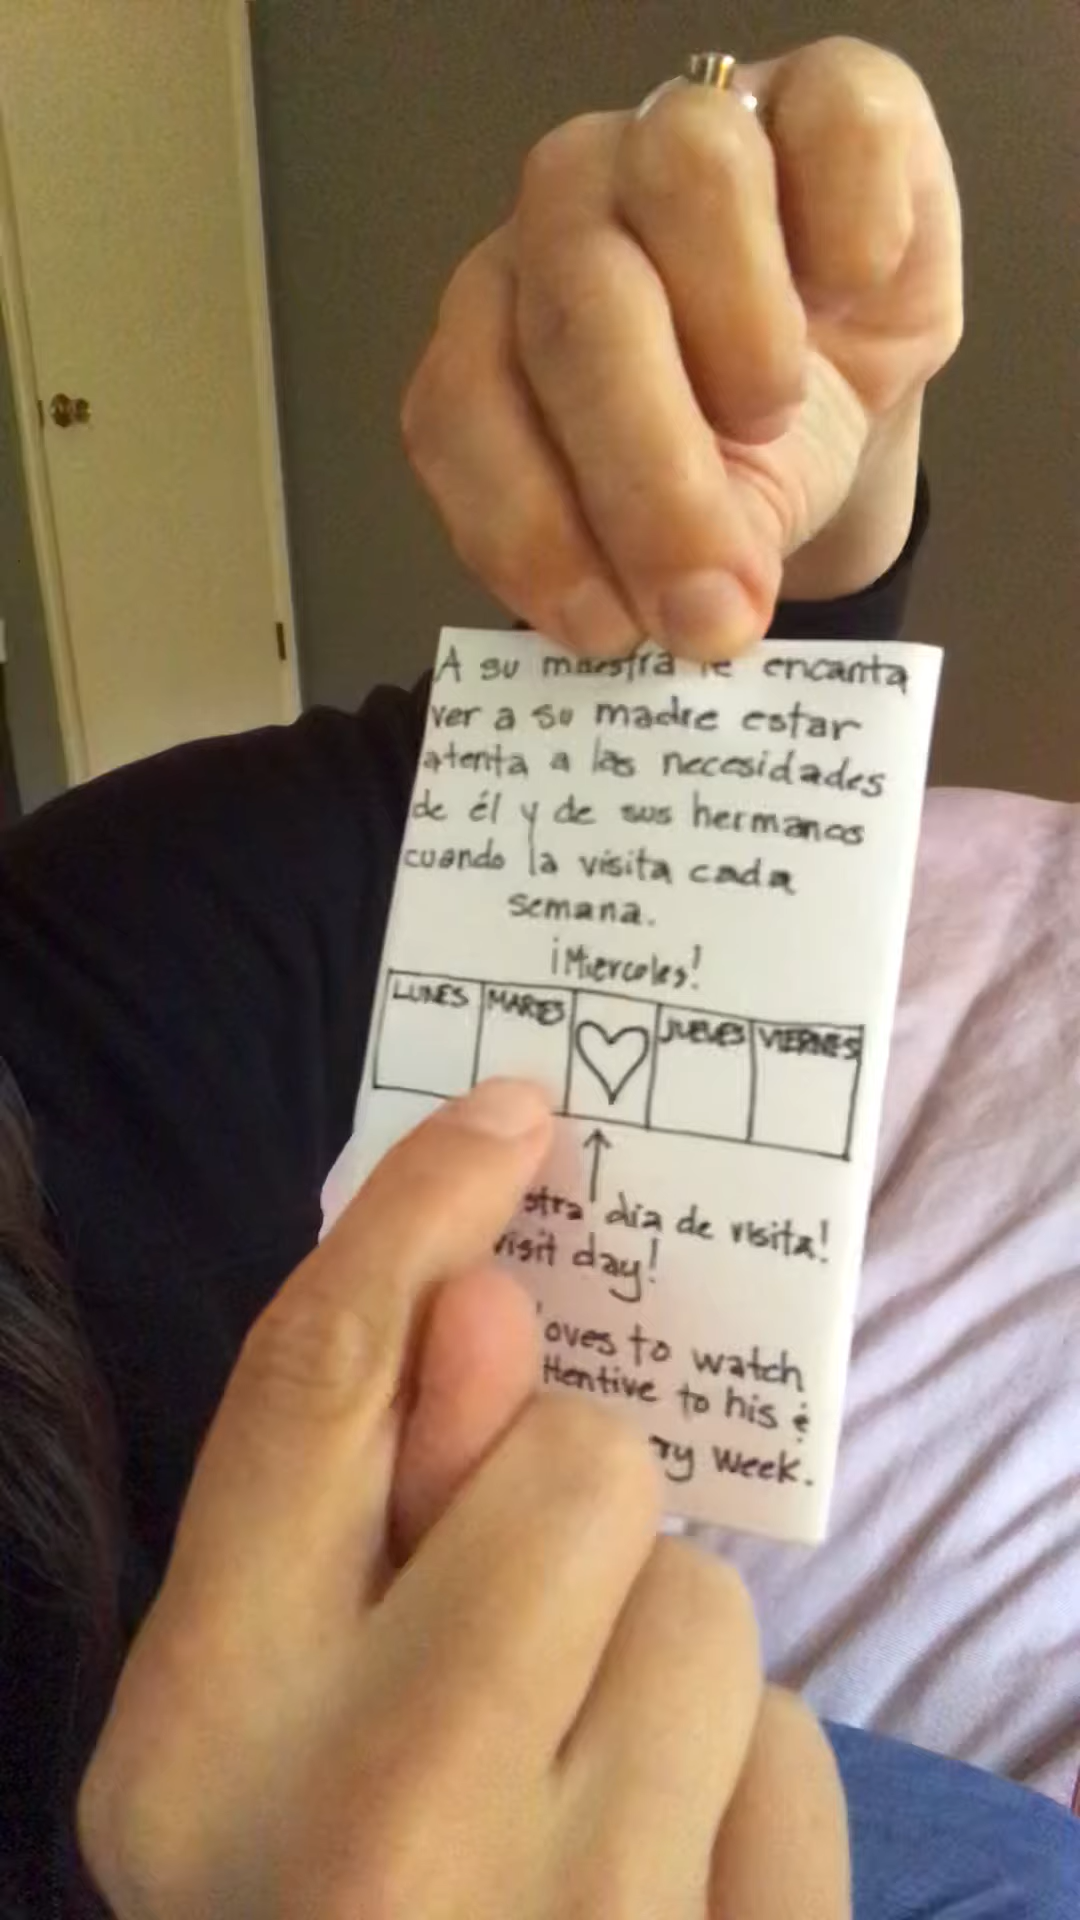 A su maestra le encanta
ver a su madre estar
atenta a las necesidades
de él y de sus hermanos
cuando la visita cada
semana.
¡Miercoles!
LUNES MARTES JUEVES VIERNES
día de visita!
visit day!
loves to watch
to his &
week.